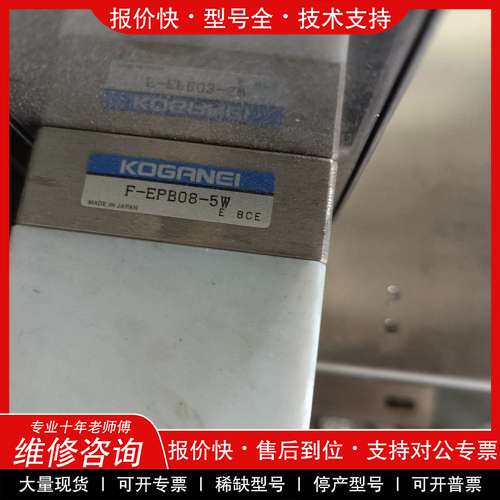 报价快·型号全·技术支持
KOGANEI
F-EPB08-5W
MADE IN JAPAN
E BCE
专业十年老师傅
维修咨询
报价快·售后到位·支持对公专票
大量现货 | 可开专票 | 稀缺型号 | 停产型号 | 可开普票